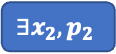 ∃x₂, p₂